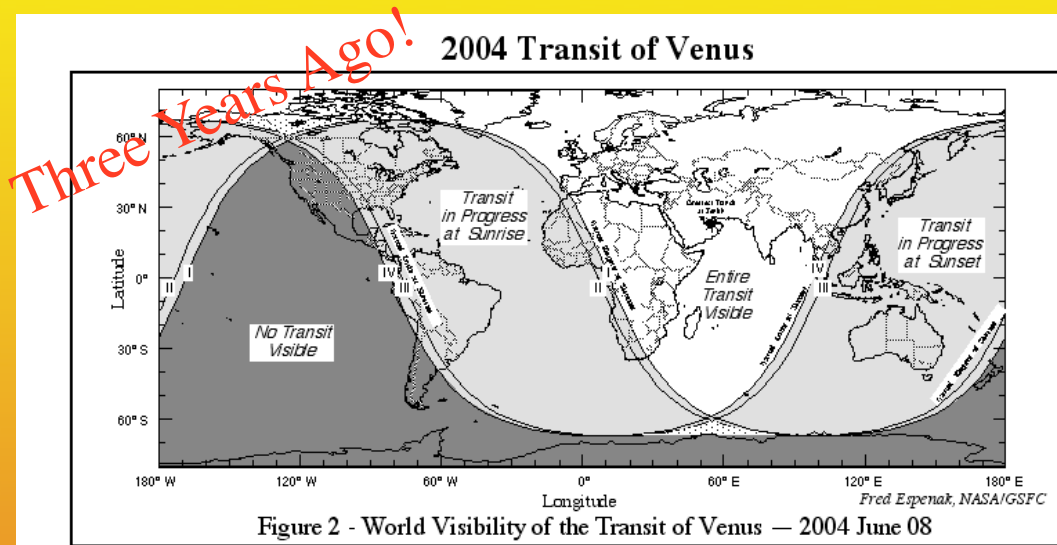 2004 Transit of Venus
Three Years Ago!
60° N
30° N
0°
30° S
60° S
Latitude
Transit
in Progress
at Sunrise
Transit
in Progress
at Sunset
Entire
Transit
Visible
No Transit
Visible
I
II
IV
III
I
II
IV
III
180° W
120° W
60° W
0°
60° E
120° E
180° E
Longitude
Fred Espenak, NASA/GSFC
Figure 2 - World Visibility of the Transit of Venus — 2004 June 08